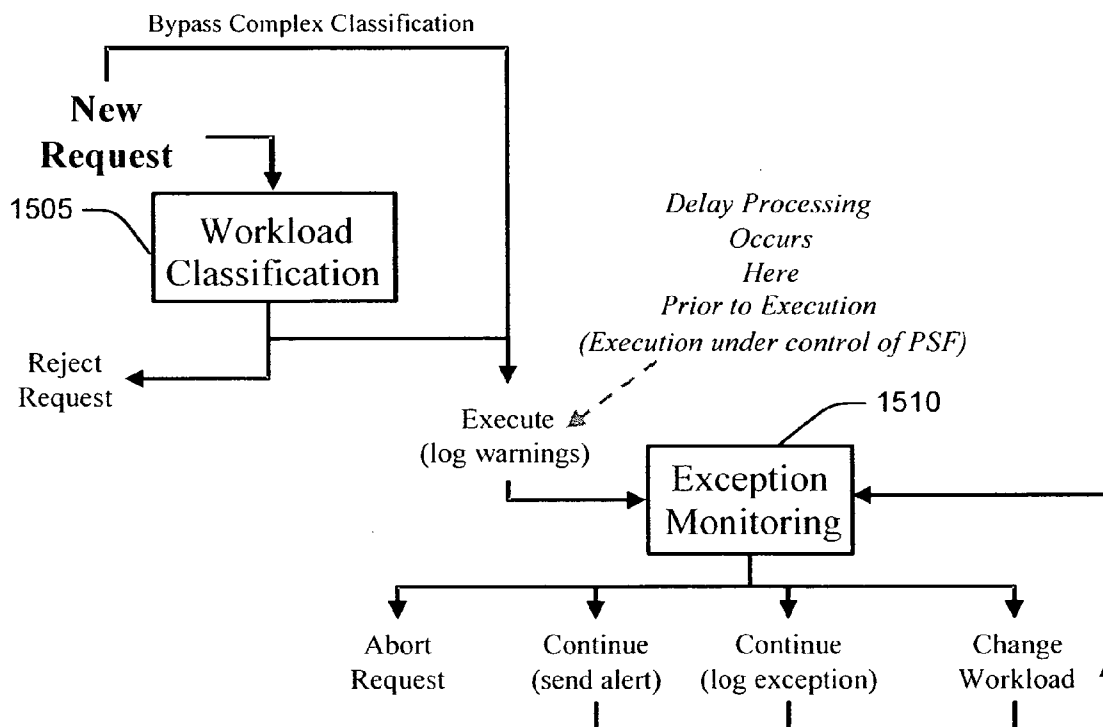 Bypass Complex Classification
New
Request
1505
Workload
Classification
Delay Processing
Occurs
Here
Prior to Execution
(Execution under control of PSF)
Reject
Request
Execute
(log warnings)
1510
Exception
Monitoring
Abort
Request
Continue
(send alert)
Continue
(log exception)
Change
Workload